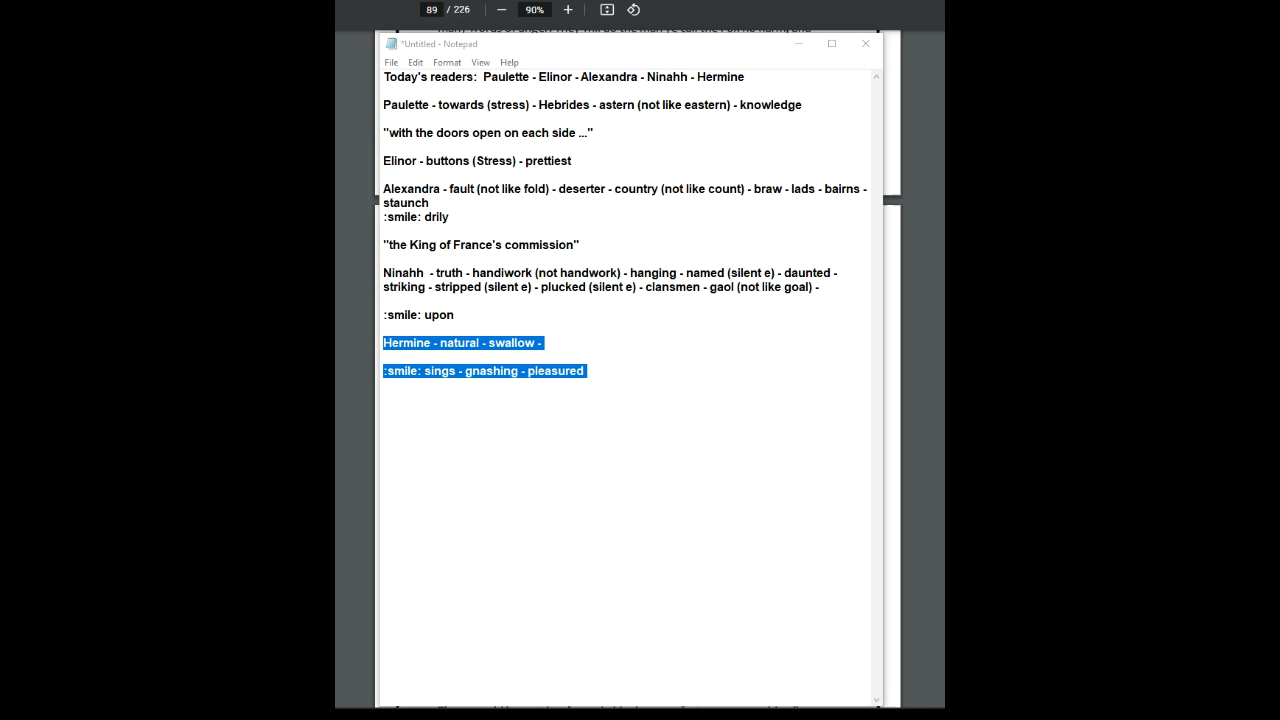 89 / 226
90%
*Untitled - Notepad
File Edit Format View Help
Today's readers: Paulette - Elinor - Alexandra - Ninahh - Hermine
Paulette - towards (stress) - Hebrides - astern (not like eastern) - knowledge
"with the doors open on each side ..."
Elinor - buttons (Stress) - prettiest
Alexandra - fault (not like fold) - deserter - country (not like count) - braw - lads - bairns -
staunch
:smile: drily
"the King of France's commission"
Ninahh - truth - handiwork (not handwork) - hanging - named (silent e) - daunted -
striking - stripped (silent e) - plucked (silent e) - clansmen - gaol (not like goal) -
:smile: upon
Hermine - natural - swallow -
:smile: sings - gnashing - pleasured